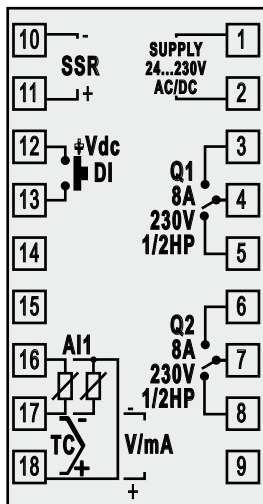 10
-
SSR
11
+
SUPPLY
24...230V
AC/DC
1
2
12
+Vdc
DI
13
3
Q1
8A
230V
1/2HP
4
5
14
15
6
Q2
8A
230V
1/2HP
7
8
9
16
AI1
17
-
TC
+
18
-
V/mA
+